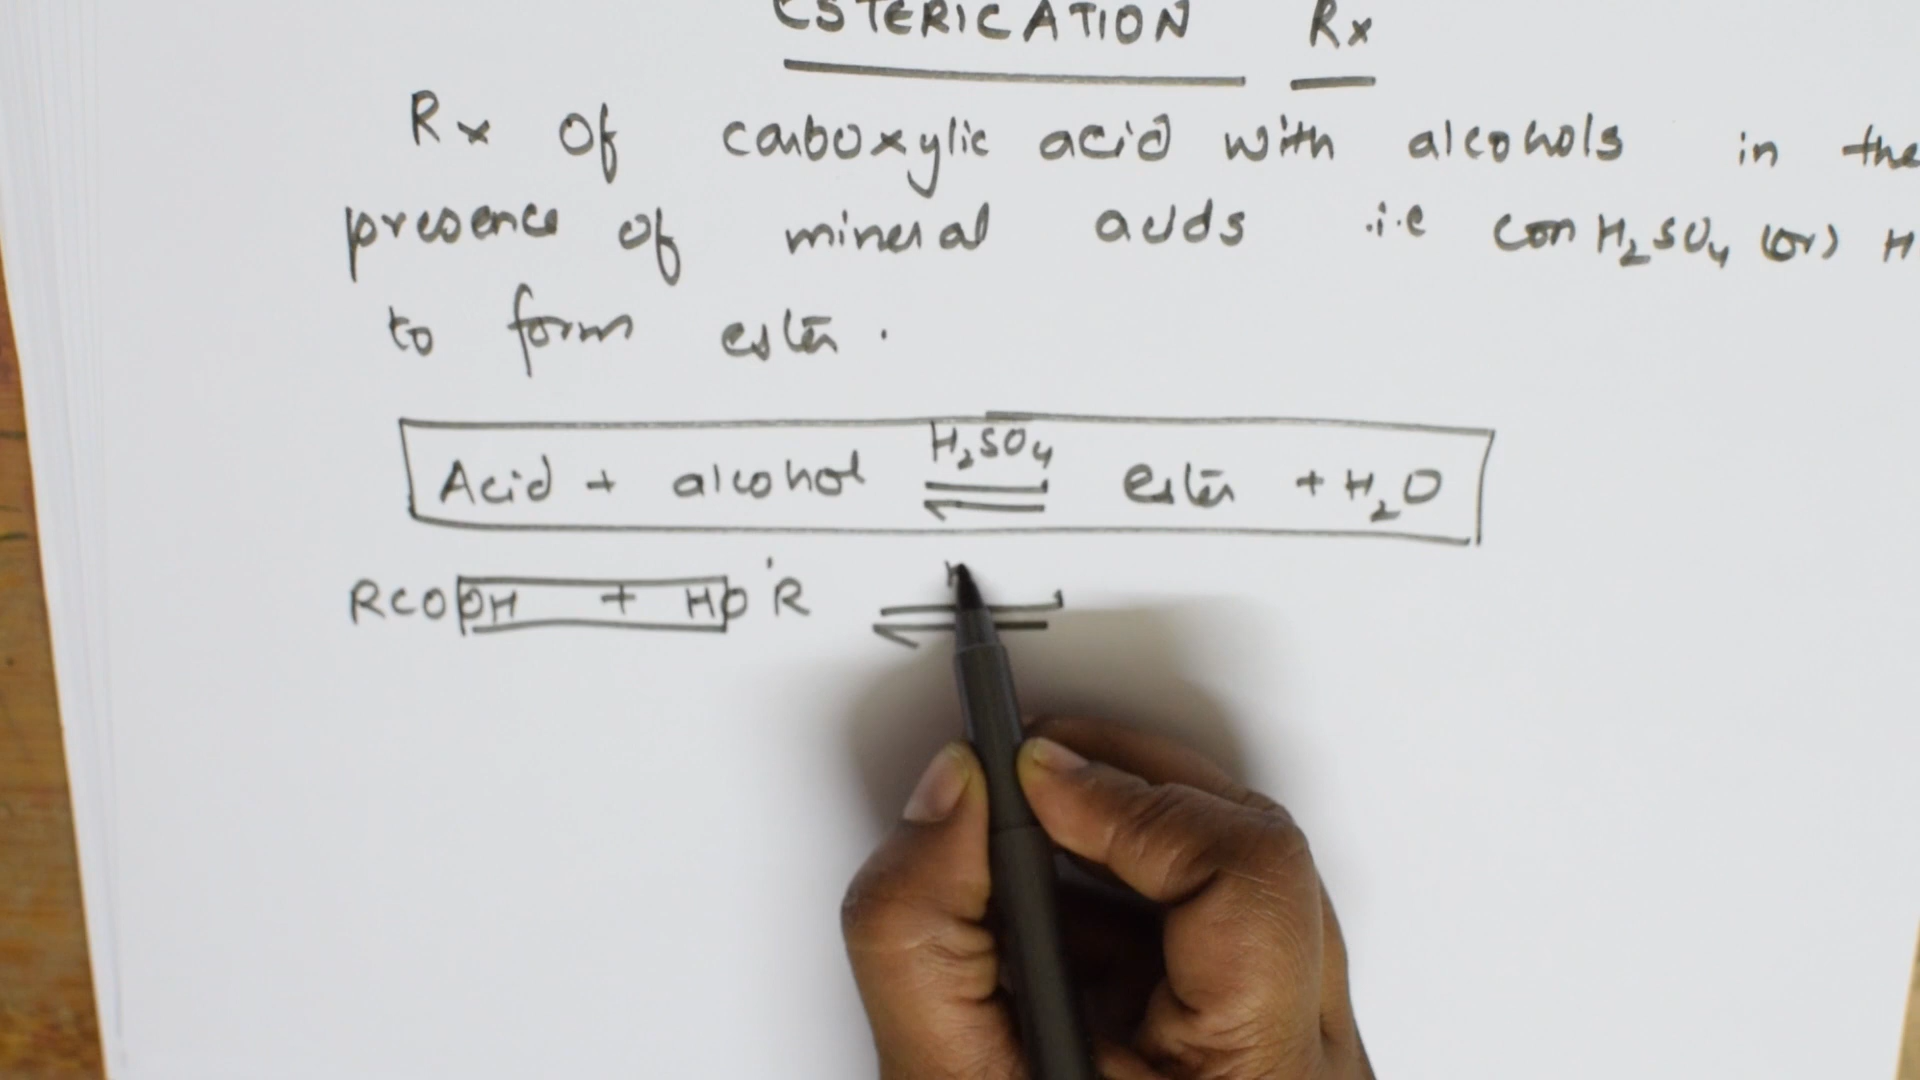 ESTERICATION Rx
Rx of carboxylic acid with alcohols in the
presence of mineral acids i.e con H₂SO₄ (or) H
to form ester.
H₂SO₄
Acid + alcohol ⇌ ester + H₂O
H
RCOOH + HO'R ⇌